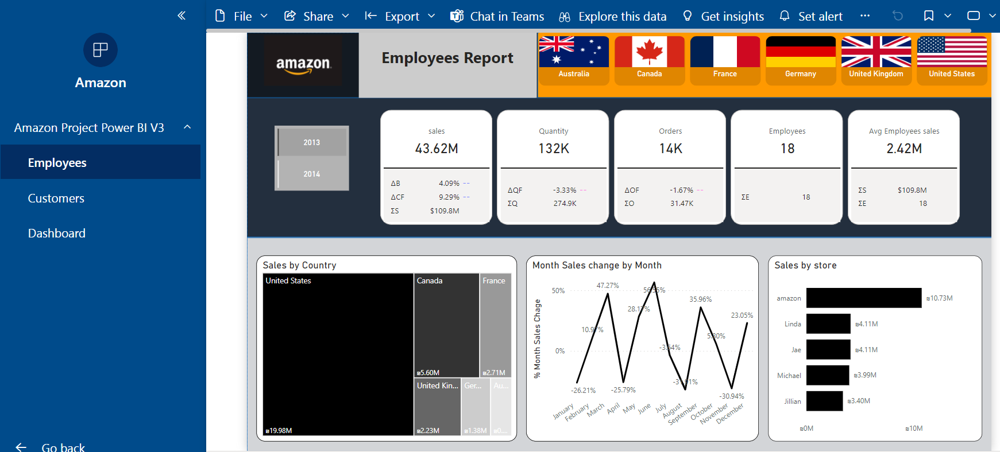 File
Share
Export
Chat in Teams
Explore this data
Get insights
Set alert
Amazon
Amazon Project Power BI V3
Employees
Customers
Dashboard
Go back
amazon
Employees Report
Australia
Canada
France
Germany
United Kingdom
United States
2013
2014
sales
43.62M
ΔB 4.09% --
ΔCF 9.29% --
ΣS $109.8M
Quantity
132K
ΔQF -3.33% --
ΣQ 274.9K
Orders
14K
ΔOF -1.67% --
ΣO 31.47K
Employees
18
ΣE 18
Avg Employees sales
2.42M
ΣS $109.8M
ΣE 18
Sales by Country
United States
₪19.98M
Canada
₪5.60M
France
₪2.71M
United Kin...
₪2.23M
Ger...
₪1.38M
Au...
₪0....
Month Sales change by Month
% Month Sales Chage
50%
0%
-26.21%
10.97%
47.27%
-25.79%
28.17%
-3.64%
35.96%
5.80%
-30.94%
23.05%
January
February
March
April
May
June
July
August
September
October
November
December
Sales by store
amazon ₪10.73M
Linda ₪4.11M
Jae ₪4.11M
Michael ₪3.99M
Jillian ₪3.40M
₪0M ₪10M